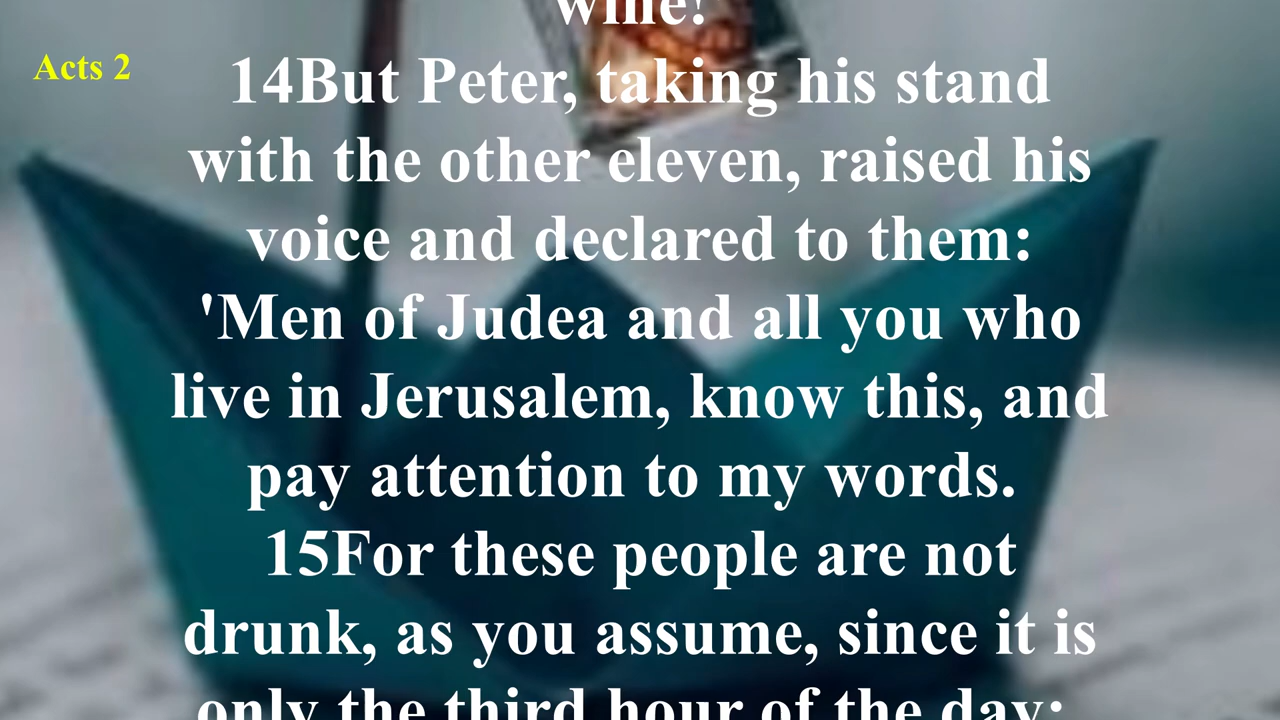 wine!
Acts 2
14But Peter, taking his stand
with the other eleven, raised his
voice and declared to them:
'Men of Judea and all you who
live in Jerusalem, know this, and
pay attention to my words.
15For these people are not
drunk, as you assume, since it is
only the third hour of the day;